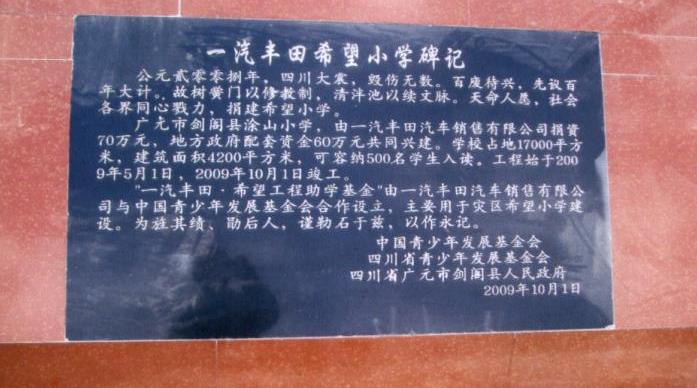 一汽丰田希望小学碑记
公元贰零零捌年，四川大震，毁伤无数。百废待兴，先议百
年大计。故树黉门以修教制，清泮池以续文脉。天命人愿，社会
各界同心戮力，捐建希望小学。
广元市剑阁县涂山小学，由一汽丰田汽车销售有限公司捐资
70万元，地方政府配套资金60万元共同兴建。学校占地17000平方
米，建筑面积4200平方米，可容纳500名学生入读。工程始于200
9年5月1日，2009年10月1日竣工。
"一汽丰田·希望工程助学基金"由一汽丰田汽车销售有限公
司与中国青少年发展基金会合作设立，主要用于灾区希望小学建
设。为旌其绩、勖后人，谨勒石于兹，以作永记。
中国青少年发展基金会
四川省青少年发展基金会
四川省广元市剑阁县人民政府
2009年10月1日